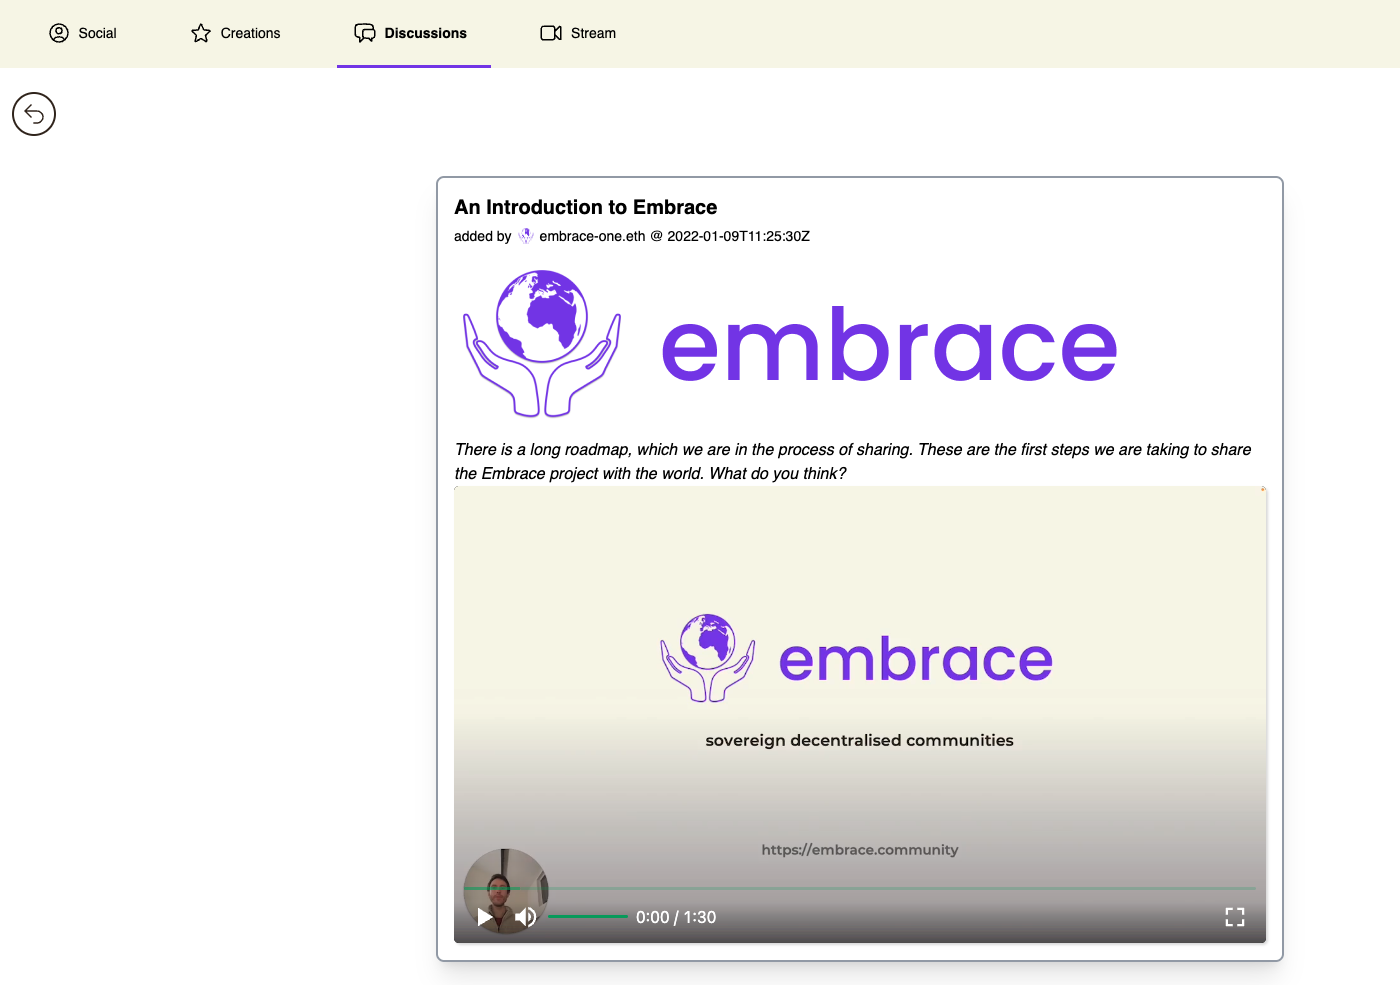 Social
Creations
Discussions
Stream
An Introduction to Embrace
added by embrace-one.eth @ 2022-01-09T11:25:30Z
embrace
There is a long roadmap, which we are in the process of sharing. These are the first steps we are taking to share
the Embrace project with the world. What do you think?
embrace
sovereign decentralised communities
https://embrace.community
0:00 / 1:30